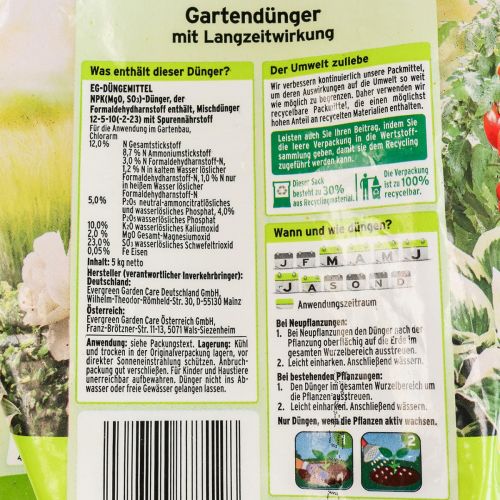 Gartendünger
mit Langzeitwirkung
Was enthält dieser Dünger?
EG-DÜNGEMITTEL
NPK(MgO, SO₃)-Dünger, der
Formaldehydharnstoff enthält, Mischdünger
12-5-10-(2-23) mit Spurennährstoff
Für die Anwendung im Gartenbau,
Chlorarm
12,0% N Gesamtstickstoff
8,7 % N Ammoniumstickstoff
3,0 % N Formaldehydharnstoff-N,
1,2 % N in kaltem Wasser löslicher
Formaldehydharnstoff-N, 1,0 % N nur
in heißem Wasser löslicher
Formaldehydharnstoff-N
5,0% P₂O₅ neutral-ammoncitratlösliches
und wasserlösliches Phosphat, 4,0%
P₂O₅ wasserlösliches Phosphat
10,0% K₂O wasserlösliches Kaliumoxid
2,0% MgO Gesamt-Magnesiumoxid
23,0% SO₃ wasserlösliches Schwefeltrioxid
0,05% Fe Eisen
Inhalt: 5 kg netto
Hersteller (verantwortlicher Inverkehrbringer):
Deutschland:
Evergreen Garden Care Deutschland GmbH,
Wilhelm-Theodor-Römheld-Str. 30, D-55130 Mainz
Österreich:
Evergreen Garden Care Österreich GmbH,
Franz-Brötzner-Str. 11-13, 5071 Wals-Siezenheim
Anwendung: siehe Packungstext. Lagerung: Kühl
und trocken in der Originalverpackung lagern, vor
direkter Sonneneinstrahlung schützen. Anbruch-
packung gut verschließen. Für Kinder und Haustiere
unerreichbar aufbewahren. Dünger nicht ins Ab-
wasser oder freie Gewässer gelangen lassen.
Der Umwelt zuliebe
Wir verbessern kontinuierlich unsere Packmittel,
um deren Auswirkungen auf die Umwelt so weit
wie möglich zu begrenzen. Daher verwenden wir
recycelbare Packmittel, die einen möglichst
hohen Anteil an recycelten Materialien enthalten.
Leisten auch Sie Ihren Beitrag, indem Sie
die leere Verpackung in die Wertstoff-
sammlung geben, damit sie dem Recycling
zugeführt werden kann.
Dieser Sack
besteht zu 30% aus
Recyclingmaterial.
Die Verpackung
ist zu 100%
recycelbar.
Wann und wie düngen?
J F M A M J
J A S O N D
Anwendungszeitraum
Bei Neupflanzungen:
1. Bei Neupflanzungen den Dünger nach der
Pflanzung oberflächig auf die Erde im
gesamten Wurzelbereich ausstreuen.
2. Leicht einharken. Anschließend wässern.
Bei bestehenden Pflanzungen:
1. Den Dünger im gesamten Wurzelbereich um
die Pflanzen ausstreuen.
2. Leicht einharken. Anschließend wässern.
Nur Düngen, wenn die Pflanze aktiv wachsen.
1 2